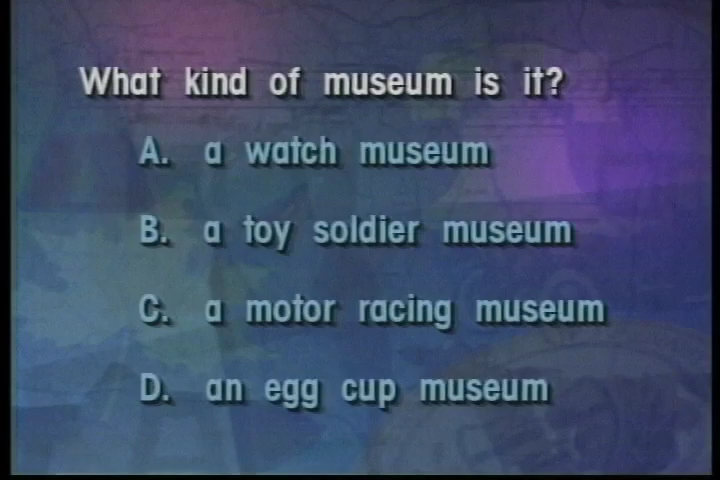 What kind of museum is it?
A. a watch museum
B. a toy soldier museum
C. a motor racing museum
D. an egg cup museum